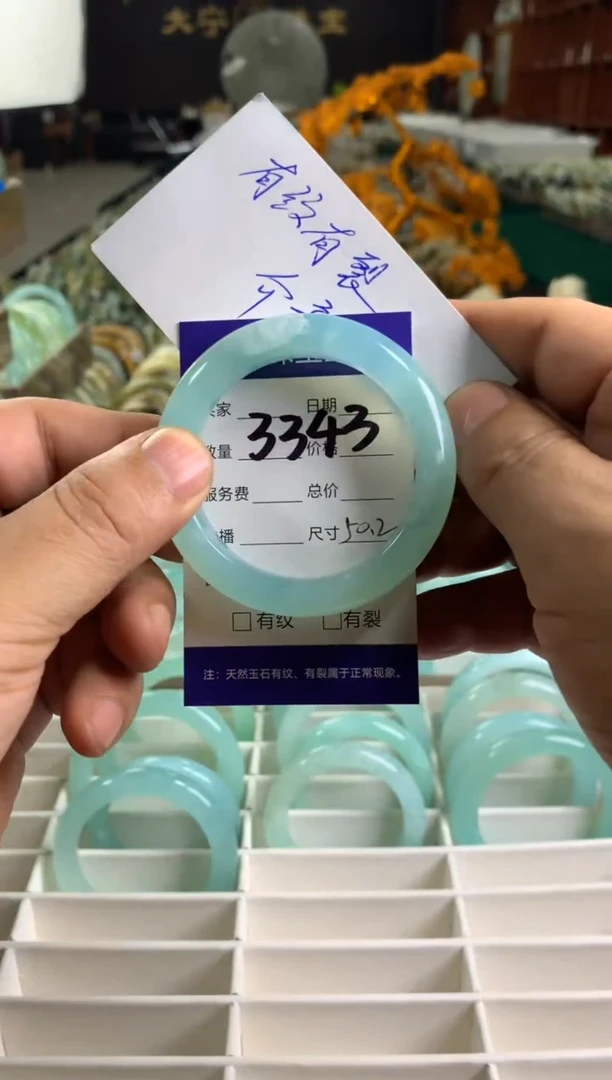 有纹有裂
家 日期
3343
数量 价格
服务费 总价
播 尺寸 50.2
有纹 有裂
注：天然玉石有纹、有裂属于正常现象。